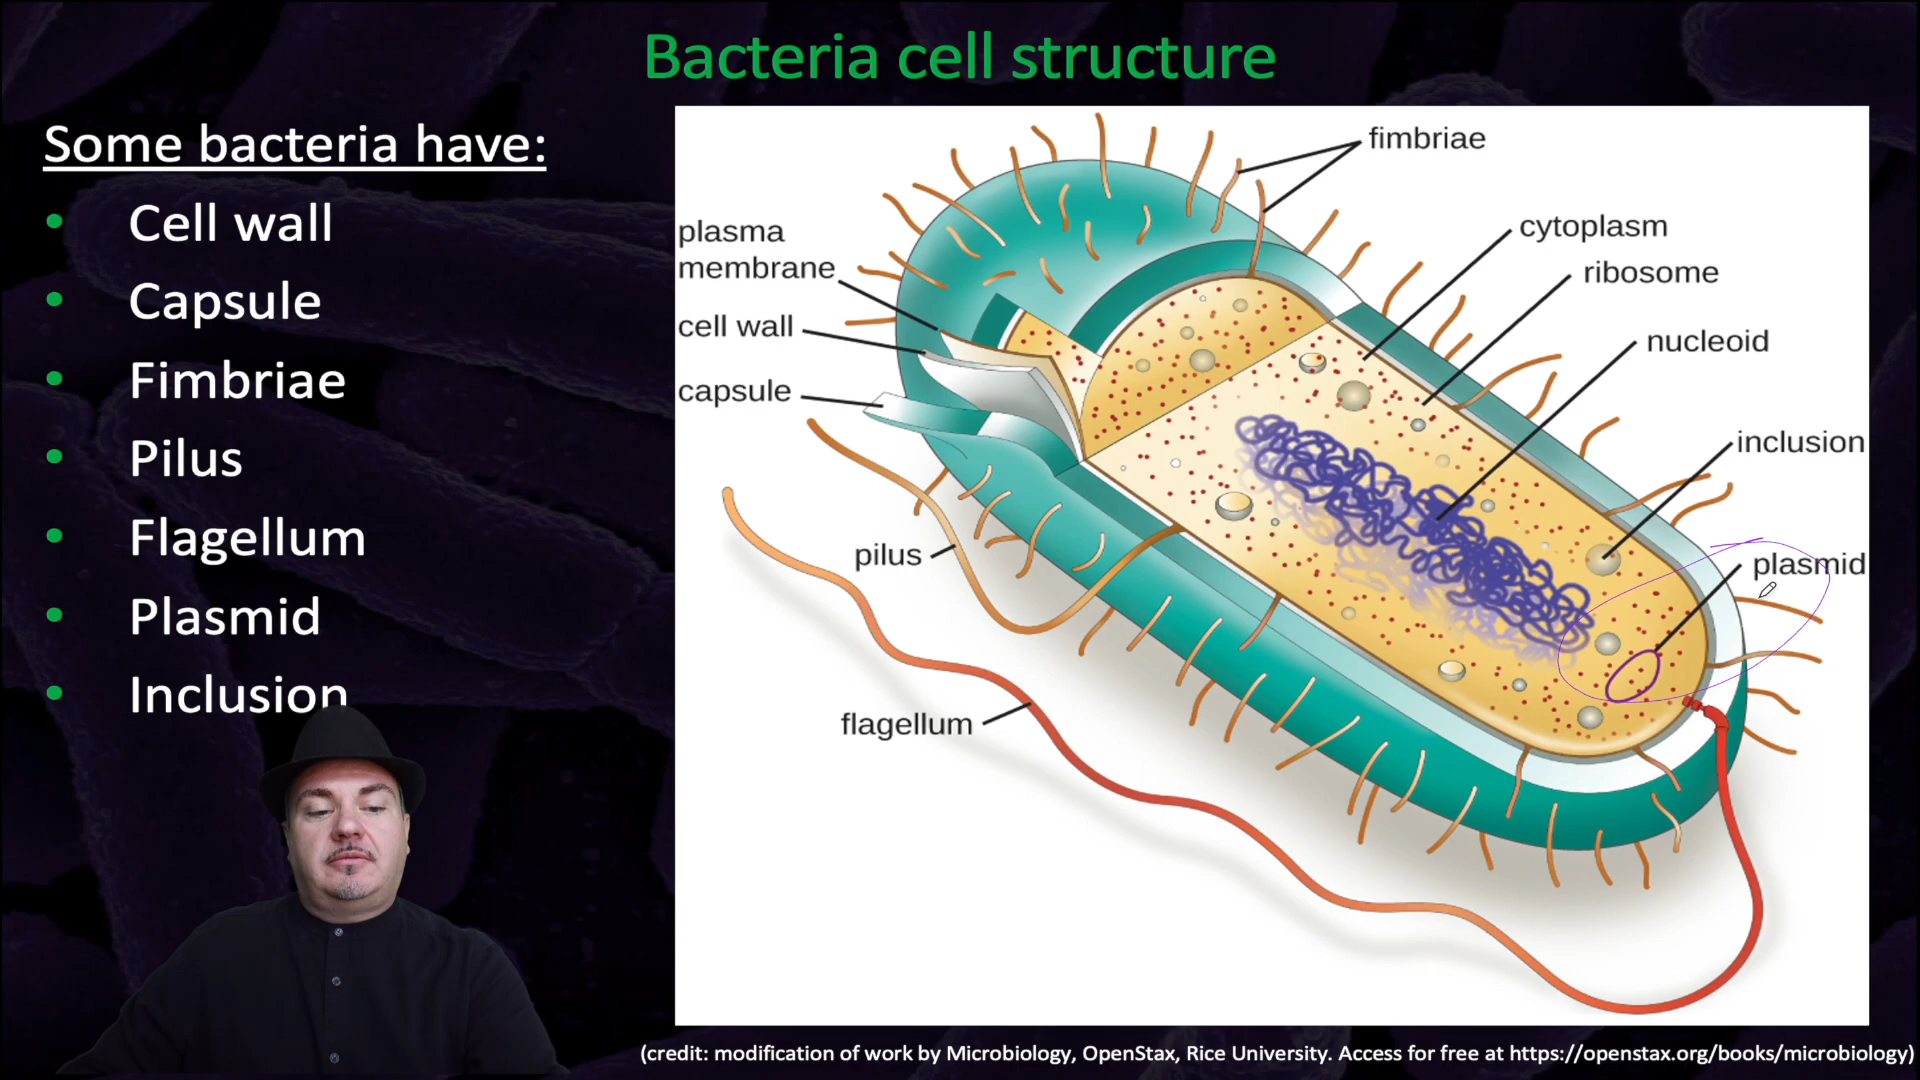 Bacteria cell structure
Some bacteria have:
• Cell wall
• Capsule
• Fimbriae
• Pilus
• Flagellum
• Plasmid
• Inclusion
fimbriae
plasma
membrane
cell wall
capsule
cytoplasm
ribosome
nucleoid
inclusion
plasmid
pilus
flagellum
(credit: modification of work by Microbiology, OpenStax, Rice University. Access for free at https://openstax.org/books/microbiology)